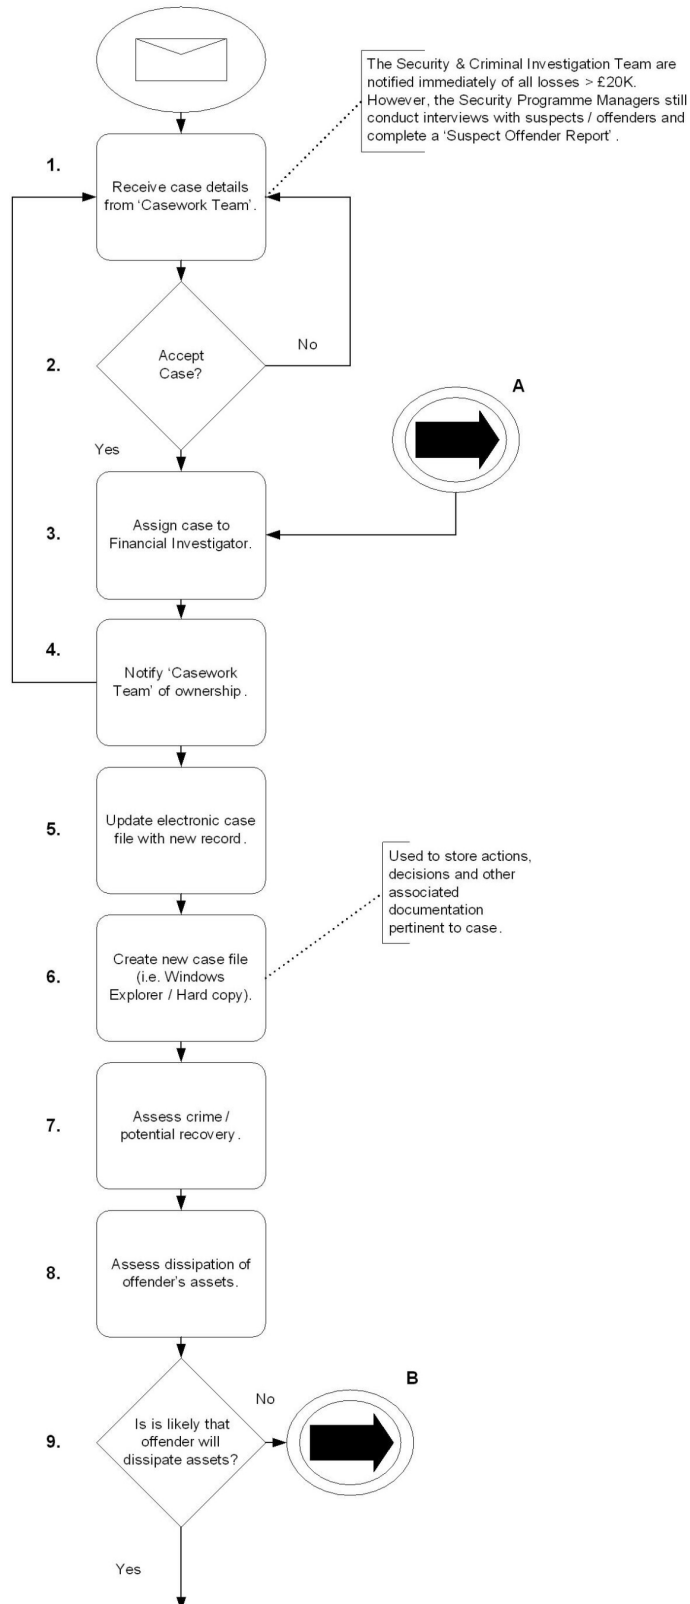 The Security & Criminal Investigation Team are
notified immediately of all losses > £20K.
However, the Security Programme Managers still
conduct interviews with suspects / offenders and
complete a ‘Suspect Offender Report’ .
1.
Receive case details
from ‘Casework Team’.
2.
Accept
Case?
No
A
Yes
3.
Assign case to
Financial Investigator.
4.
Notify ‘Casework
Team’ of ownership .
5.
Update electronic case
file with new record .
Used to store actions,
decisions and other
associated
documentation
pertinent to case.
6.
Create new case file
(i.e. Windows
Explorer / Hard copy).
7.
Assess crime /
potential recovery .
8.
Assess dissipation of
offender’s assets.
B
No
9.
Is is likely that
offender will
dissipate assets?
Yes